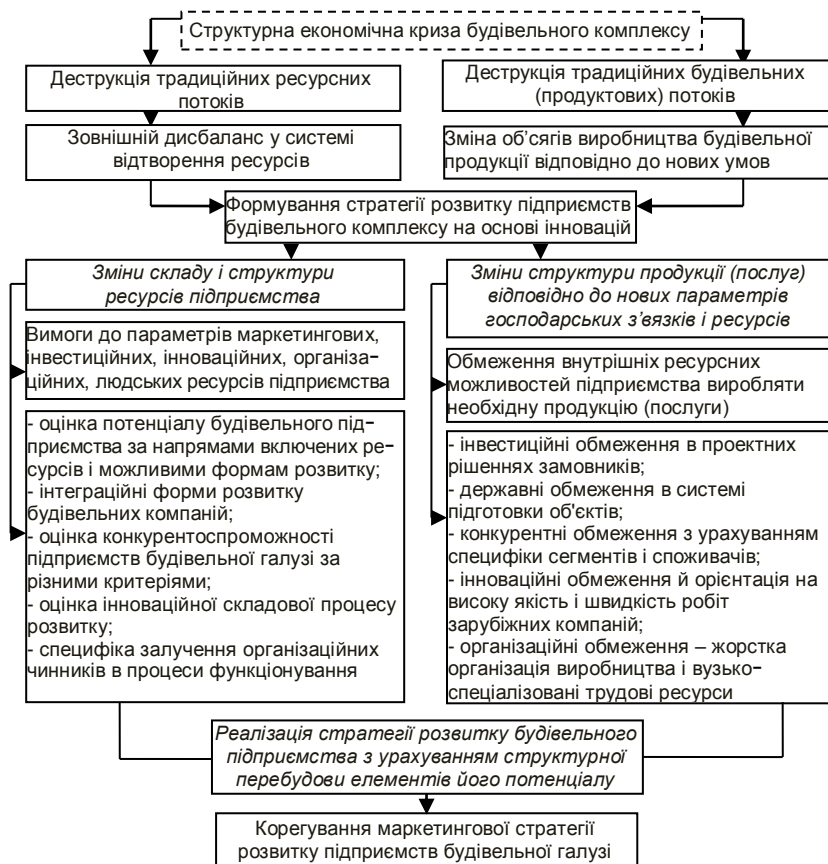 Структурна економічна криза будівельного комплексу
Деструкція традиційних ресурсних
потоків
Деструкція традиційних будівельних
(продуктових) потоків
Зовнішній дисбаланс у системі
відтворення ресурсів
Зміна об’сягів виробництва будівельної
продукції відповідно до нових умов
Формування стратегії розвитку підприємств
будівельного комплексу на основі інновацій
Зміни складу і структури
ресурсів підприємства
Зміни структури продукції (послуг)
відповідно до нових параметрів
господарських з’вязків і ресурсів
Вимоги до параметрів маркетингових,
інвестиційних, інноваційних, організа-
ційних, людських ресурсів підприємства
Обмеження внутрішніх ресурсних
можливостей підприємства виробляти
необхідну продукцію (послуги)
- оцінка потенціалу будівельного під-
приємства за напрямами включених ре-
сурсів і можливими формам розвитку;
- інтеграційні форми розвитку
будівельних компаній;
- оцінка конкурентоспроможності
підприємств будівельної галузі за
різними критеріями;
- оцінка інноваційної складової процесу
розвитку;
- специфіка залучення організаційних
чинників в процеси функціонування
- інвестиційні обмеження в проектних
рішеннях замовників;
- державні обмеження в системі
підготовки об'єктів;
- конкурентні обмеження з урахуванням
специфіки сегментів і споживачів;
- інноваційні обмеження й орієнтація на
високу якість і швидкість робіт
зарубіжних компаній;
- організаційні обмеження – жорстка
організація виробництва і вузько-
спеціалізовані трудові ресурси
Реалізація стратегії розвитку будівельного
підприємства з урахуванням структурної
перебудови елементів його потенціалу
Корегування маркетингової стратегії
розвитку підприємств будівельної галузі